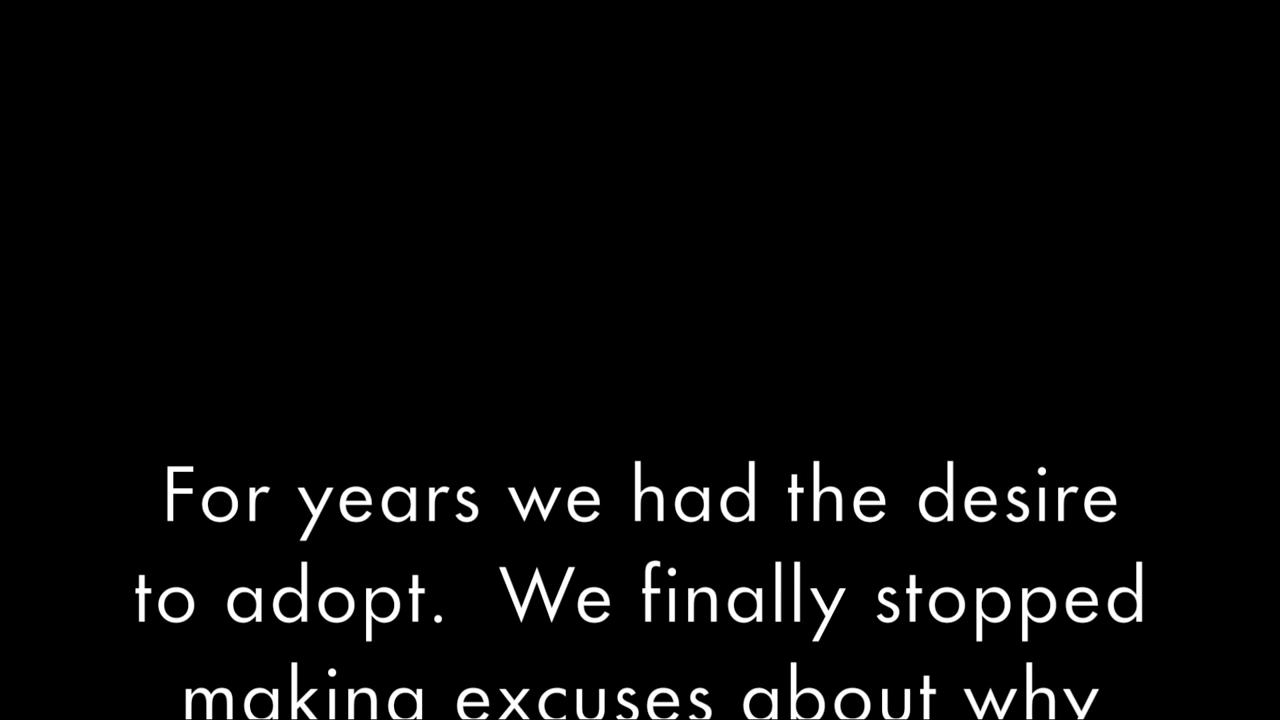 For years we had the desire
to adopt.  We finally stopped
making excuses about why